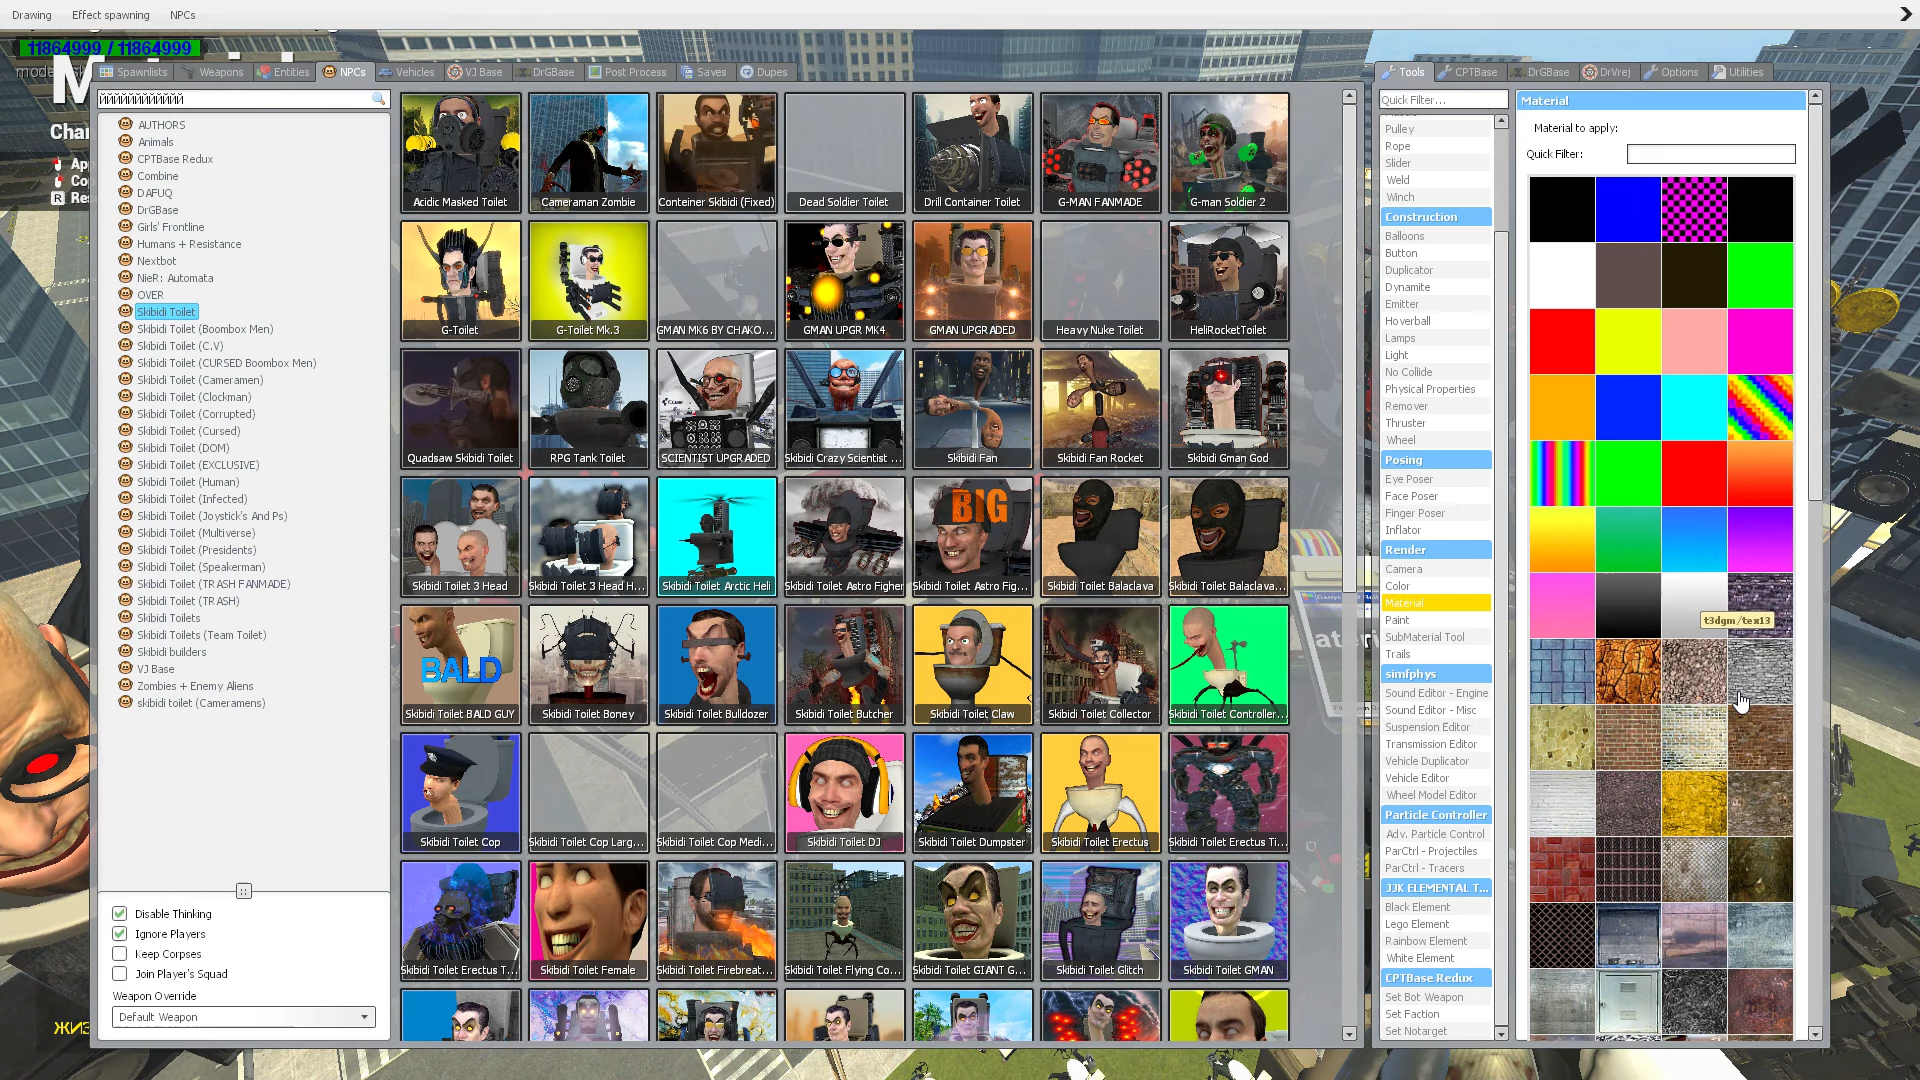 Drawing Effect spawning NPCs
11864999 / 11864999
Spawnlists Weapons Entities NPCs Vehicles VJ Base DrGBase Post Process Saves Dupes
Tools CPTBase DrGBase DrVrej Options Utilities
ЙЙЙЙЙЙЙЙЙЙЙЙ
AUTHORS
Animals
CPTBase Redux
Combine
DAFUQ
DrGBase
Girls' Frontline
Humans + Resistance
Nextbot
NieR: Automata
OVER
Skibidi Toilet
Skibidi Toilet (Boombox Men)
Skibidi Toilet (C.V)
Skibidi Toilet (CURSED Boombox Men)
Skibidi Toilet (Cameramen)
Skibidi Toilet (Clockman)
Skibidi Toilet (Corrupted)
Skibidi Toilet (Cursed)
Skibidi Toilet (DOM)
Skibidi Toilet (EXCLUSIVE)
Skibidi Toilet (Human)
Skibidi Toilet (Infected)
Skibidi Toilet (Joystick's And Ps)
Skibidi Toilet (Multiverse)
Skibidi Toilet (Presidents)
Skibidi Toilet (Speakerman)
Skibidi Toilet (TRASH FANMADE)
Skibidi Toilet (TRASH)
Skibidi Toilets
Skibidi Toilets (Team Toilet)
Skibidi builders
VJ Base
Zombies + Enemy Aliens
skibidi toilet (Cameramens)
Disable Thinking
Ignore Players
Keep Corpses
Join Player's Squad
Weapon Override
Default Weapon
Acidic Masked Toilet Cameraman Zombie Conteiner Skibidi (Fixed) Dead Soldier Toilet Drill Container Toilet G-MAN FANMADE G-man Soldier 2
G-Toilet G-Toilet Mk.3 GMAN MK6 BY CHAKO... GMAN UPGR MK4 GMAN UPGRADED Heavy Nuke Toilet HeliRocketToilet
Quadsaw Skibidi Toilet RPG Tank Toilet SCIENTIST UPGRADED Skibidi Crazy Scientist ... Skibidi Fan Skibidi Fan Rocket Skibidi Gman God
BIG
Skibidi Toilet 3 Head Skibidi Toilet 3 Head H... Skibidi Toilet Arctic Heli Skibidi Toilet Astro Figher Skibidi Toilet Astro Fig... Skibidi Toilet Balaclava Skibidi Toilet Balaclava...
BALD
Skibidi Toilet BALD GUY Skibidi Toilet Boney Skibidi Toilet Bulldozer Skibidi Toilet Butcher Skibidi Toilet Claw Skibidi Toilet Collector Skibidi Toilet Controller...
Skibidi Toilet Cop Skibidi Toilet Cop Larg... Skibidi Toilet Cop Medi... Skibidi Toilet DJ Skibidi Toilet Dumpster Skibidi Toilet Erectus Skibidi Toilet Erectus Ti...
Skibidi Toilet Erectus T... Skibidi Toilet Female Skibidi Toilet Firebreat... Skibidi Toilet Flying Co... Skibidi Toilet GIANT G... Skibidi Toilet Glitch Skibidi Toilet GMAN
Quick Filter...
Pulley
Rope
Slider
Weld
Winch
Construction
Balloons
Button
Duplicator
Dynamite
Emitter
Hoverball
Lamps
Light
No Collide
Physical Properties
Remover
Thruster
Wheel
Posing
Eye Poser
Face Poser
Finger Poser
Inflator
Render
Camera
Color
Material
Paint
SubMaterial Tool
Trails
simfphys
Sound Editor - Engine
Sound Editor - Misc
Suspension Editor
Transmission Editor
Vehicle Duplicator
Vehicle Editor
Wheel Model Editor
Particle Controller
Adv. Particle Control
ParCtrl - Projectiles
ParCtrl - Tracers
JJK ELEMENTAL T...
Black Element
Lego Element
Rainbow Element
White Element
CPTBase Redux
Set Bot Weapon
Set Faction
Set Notarget
Material
Material to apply:
Quick Filter:
t3dgm/tex13
R